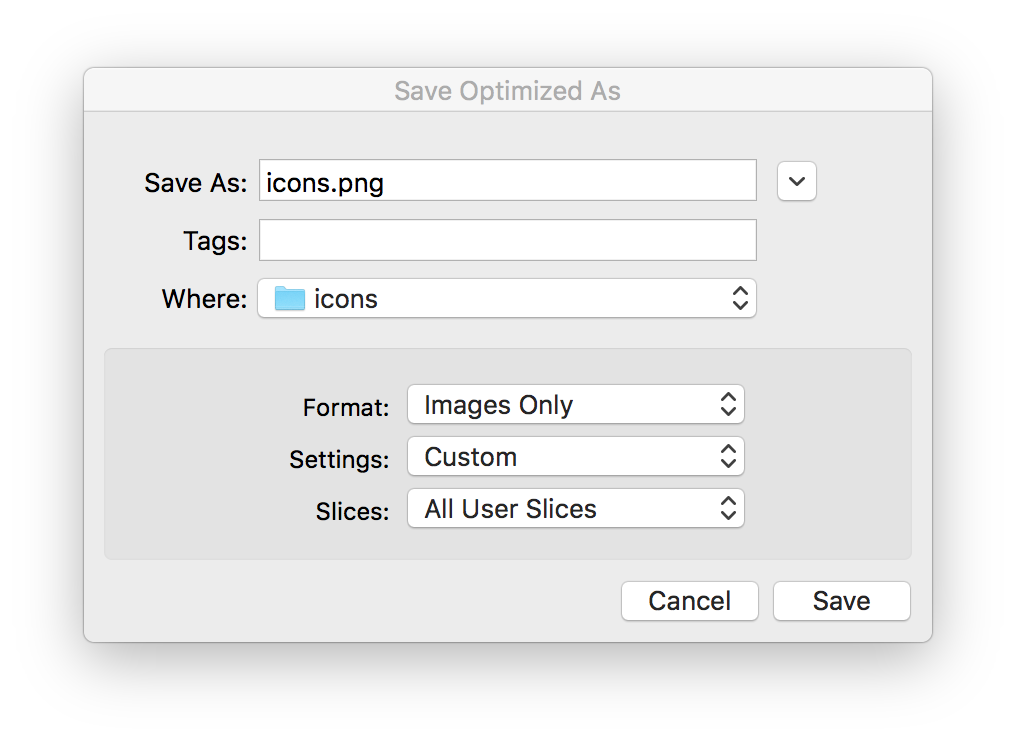 Save Optimized As
Save As: icons.png
Tags:
Where: icons
Format: Images Only
Settings: Custom
Slices: All User Slices
Cancel Save